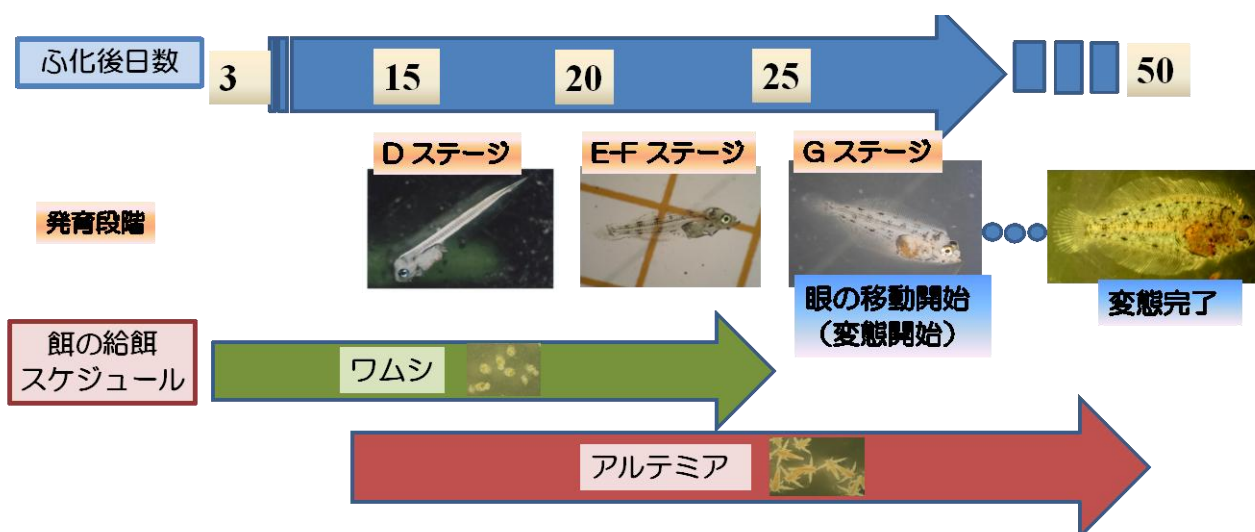 ふ化後日数
3
15
20
25
50
D ステージ
E-F ステージ
G ステージ
発育段階
眼の移動開始
（変態開始）
変態完了
餌の給餌
スケジュール
ワムシ
アルテミア